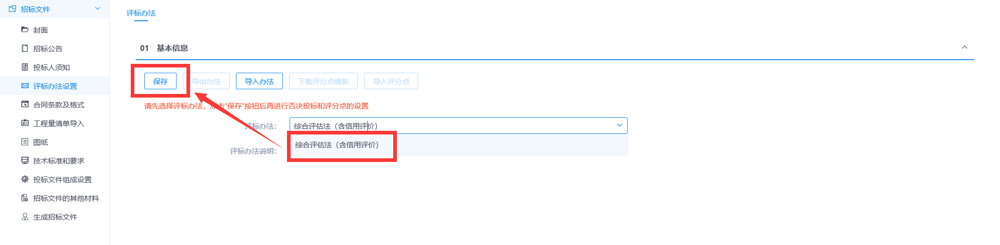 招标文件
封面
招标公告
投标人须知
评标办法设置
合同条款及格式
工程量清单导入
图纸
技术标准和要求
投标文件组成设置
招标文件的其他材料
生成招标文件
评标办法
01 基本信息
保存 导出办法 导入办法 下载评分点模板 导入评分点
请先选择评标办法，点击“保存”按钮后再进行否决投标和评分点的设置
评标办法： 综合评估法（含信用评价）
综合评估法（含信用评价）
评标办法说明：